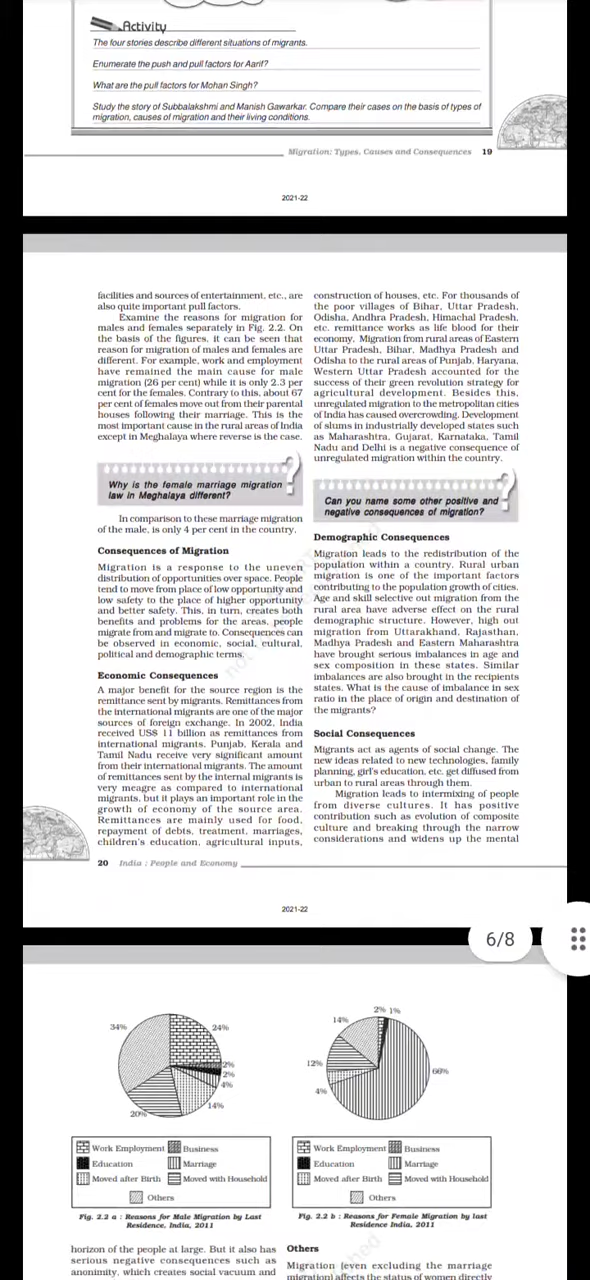 Activity
The four stories describe different situations of migrants.
Enumerate the push and pull factors for Aarif?
What are the pull factors for Mohan Singh?
Study the story of Subbalakshmi and Manish Gawarkar. Compare their cases on the basis of types of
migration, causes of migration and their living conditions.
Migration: Types, Causes and Consequences 19
2021-22
facilities and sources of entertainment, etc., are
also quite important pull factors.
Examine the reasons for migration for
males and females separately in Fig. 2.2. On
the basis of the figures, it can be seen that
reason for migration of males and females are
different. For example, work and employment
have remained the main cause for male
migration (26 per cent) while it is only 2.3 per
cent for the females. Contrary to this, about 67
per cent of females move out from their parental
houses following their marriage. This is the
most important cause in the rural areas of India
except in Meghalaya where reverse is the case.
Why is the female marriage migration
law in Meghalaya different?
In comparison to these marriage migration
of the male, is only 4 per cent in the country.
Consequences of Migration
Migration is a response to the uneven
distribution of opportunities over space. People
tend to move from place of low opportunity and
low safety to the place of higher opportunity
and better safety. This, in turn, creates both
benefits and problems for the areas, people
migrate from and migrate to. Consequences can
be observed in economic, social, cultural,
political and demographic terms.
Economic Consequences
A major benefit for the source region is the
remittance sent by migrants. Remittances from
the international migrants are one of the major
sources of foreign exchange. In 2002, India
received US$ 11 billion as remittances from
international migrants. Punjab, Kerala and
Tamil Nadu receive very significant amount
from their international migrants. The amount
of remittances sent by the internal migrants is
very meagre as compared to international
migrants, but it plays an important role in the
growth of economy of the source area.
Remittances are mainly used for food,
repayment of debts, treatment, marriages,
children's education, agricultural inputs,
construction of houses, etc. For thousands of
the poor villages of Bihar, Uttar Pradesh,
Odisha, Andhra Pradesh, Himachal Pradesh,
etc. remittance works as life blood for their
economy. Migration from rural areas of Eastern
Uttar Pradesh, Bihar, Madhya Pradesh and
Odisha to the rural areas of Punjab, Haryana,
Western Uttar Pradesh accounted for the
success of their green revolution strategy for
agricultural development. Besides this,
unregulated migration to the metropolitan cities
of India has caused overcrowding. Development
of slums in industrially developed states such
as Maharashtra, Gujarat, Karnataka, Tamil
Nadu and Delhi is a negative consequence of
unregulated migration within the country.
Can you name some other positive and
negative consequences of migration?
Demographic Consequences
Migration leads to the redistribution of the
population within a country. Rural urban
migration is one of the important factors
contributing to the population growth of cities.
Age and skill selective out migration from the
rural area have adverse effect on the rural
demographic structure. However, high out
migration from Uttarakhand, Rajasthan,
Madhya Pradesh and Eastern Maharashtra
have brought serious imbalances in age and
sex composition in these states. Similar
imbalances are also brought in the recipients
states. What is the cause of imbalance in sex
ratio in the place of origin and destination of
the migrants?
Social Consequences
Migrants act as agents of social change. The
new ideas related to new technologies, family
planning, girl's education, etc. get diffused from
urban to rural areas through them.
Migration leads to intermixing of people
from diverse cultures. It has positive
contribution such as evolution of composite
culture and breaking through the narrow
considerations and widens up the mental
20 India : People and Economy
2021-22
6/8
34%
24%
2%
2%
4%
14%
20%
Work Employment Business
Education Marriage
Moved after Birth Moved with Household
Others
Fig. 2.2 a : Reasons for Male Migration by Last
Residence, India, 2011
2% 1%
14%
12%
4%
66%
Work Employment Business
Education Marriage
Moved after Birth Moved with Household
Others
Fig. 2.2 b : Reasons for Female Migration by last
Residence India, 2011
horizon of the people at large. But it also has
serious negative consequences such as
anonimity, which creates social vacuum and
Others
Migration (even excluding the marriage
migration) affects the status of women directly